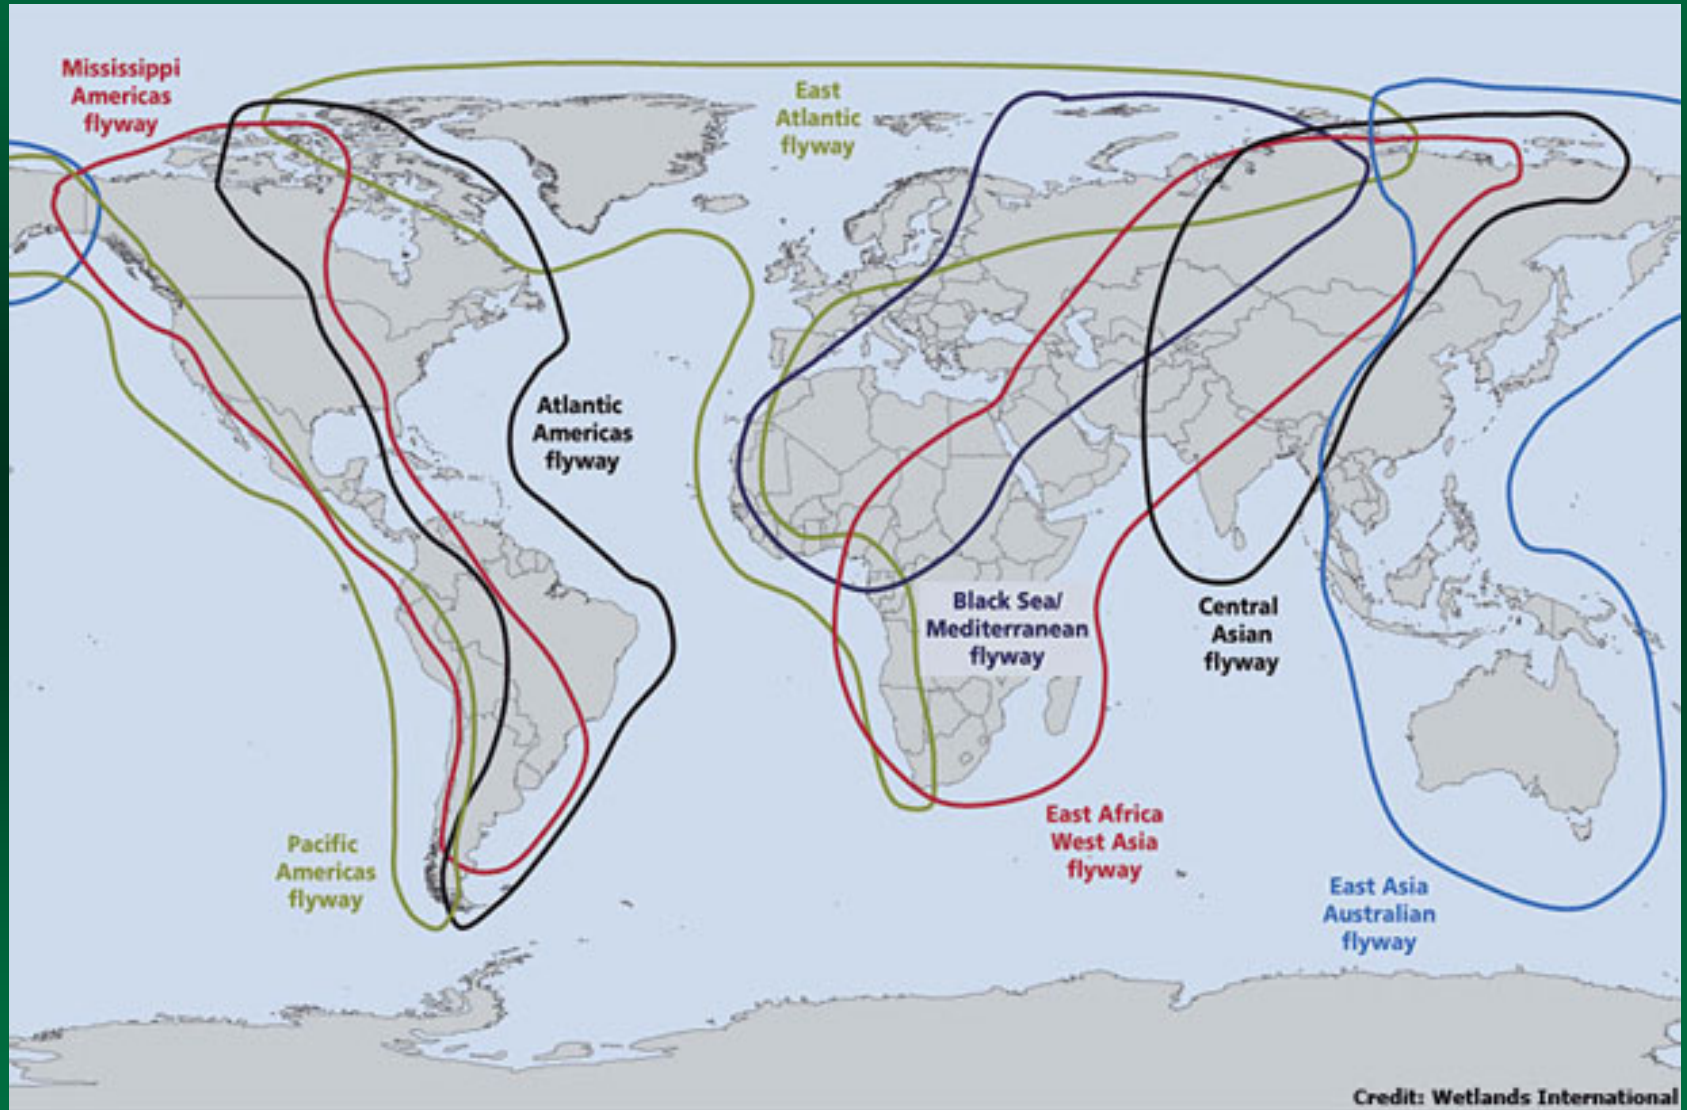 Mississippi
Americas
flyway
East
Atlantic
flyway
Atlantic
Americas
flyway
Black Sea/
Mediterranean
flyway
Central
Asian
flyway
Pacific
Americas
flyway
East Africa
West Asia
flyway
East Asia
Australian
flyway
Credit: Wetlands International